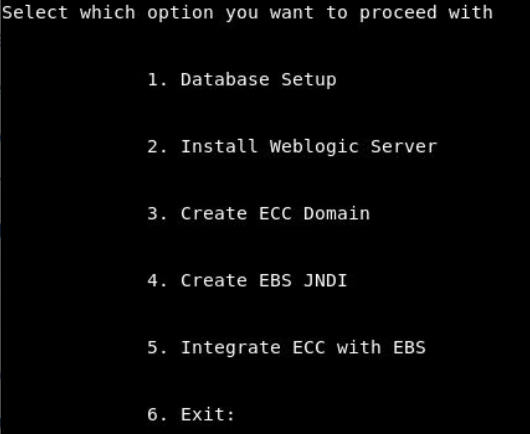 Select which option you want to proceed with
1. Database Setup
2. Install Weblogic Server
3. Create ECC Domain
4. Create EBS JNDI
5. Integrate ECC with EBS
6. Exit: